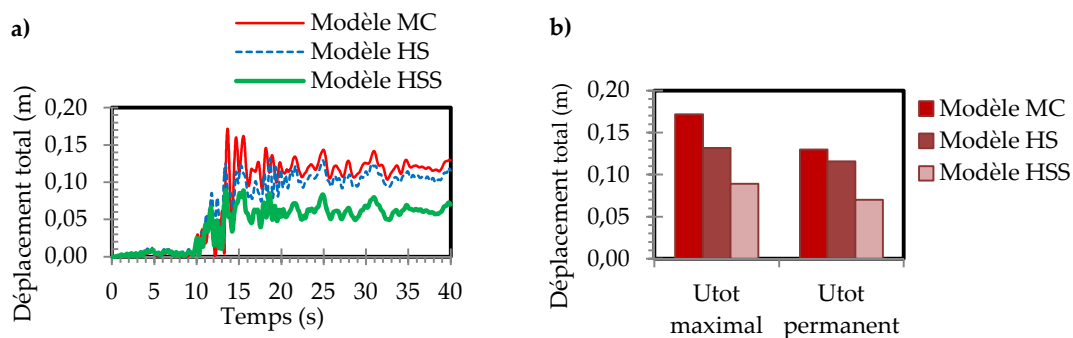 a)
Modèle MC
Modèle HS
Modèle HSS
Déplacement total (m)
0,20
0,15
0,10
0,05
0,00
0 5 10 15 20 25 30 35 40
Temps (s)
b)
Déplacement total (m)
0,20
0,15
0,10
0,05
0,00
Modèle MC
Modèle HS
Modèle HSS
Utot
maximal
Utot
permanent